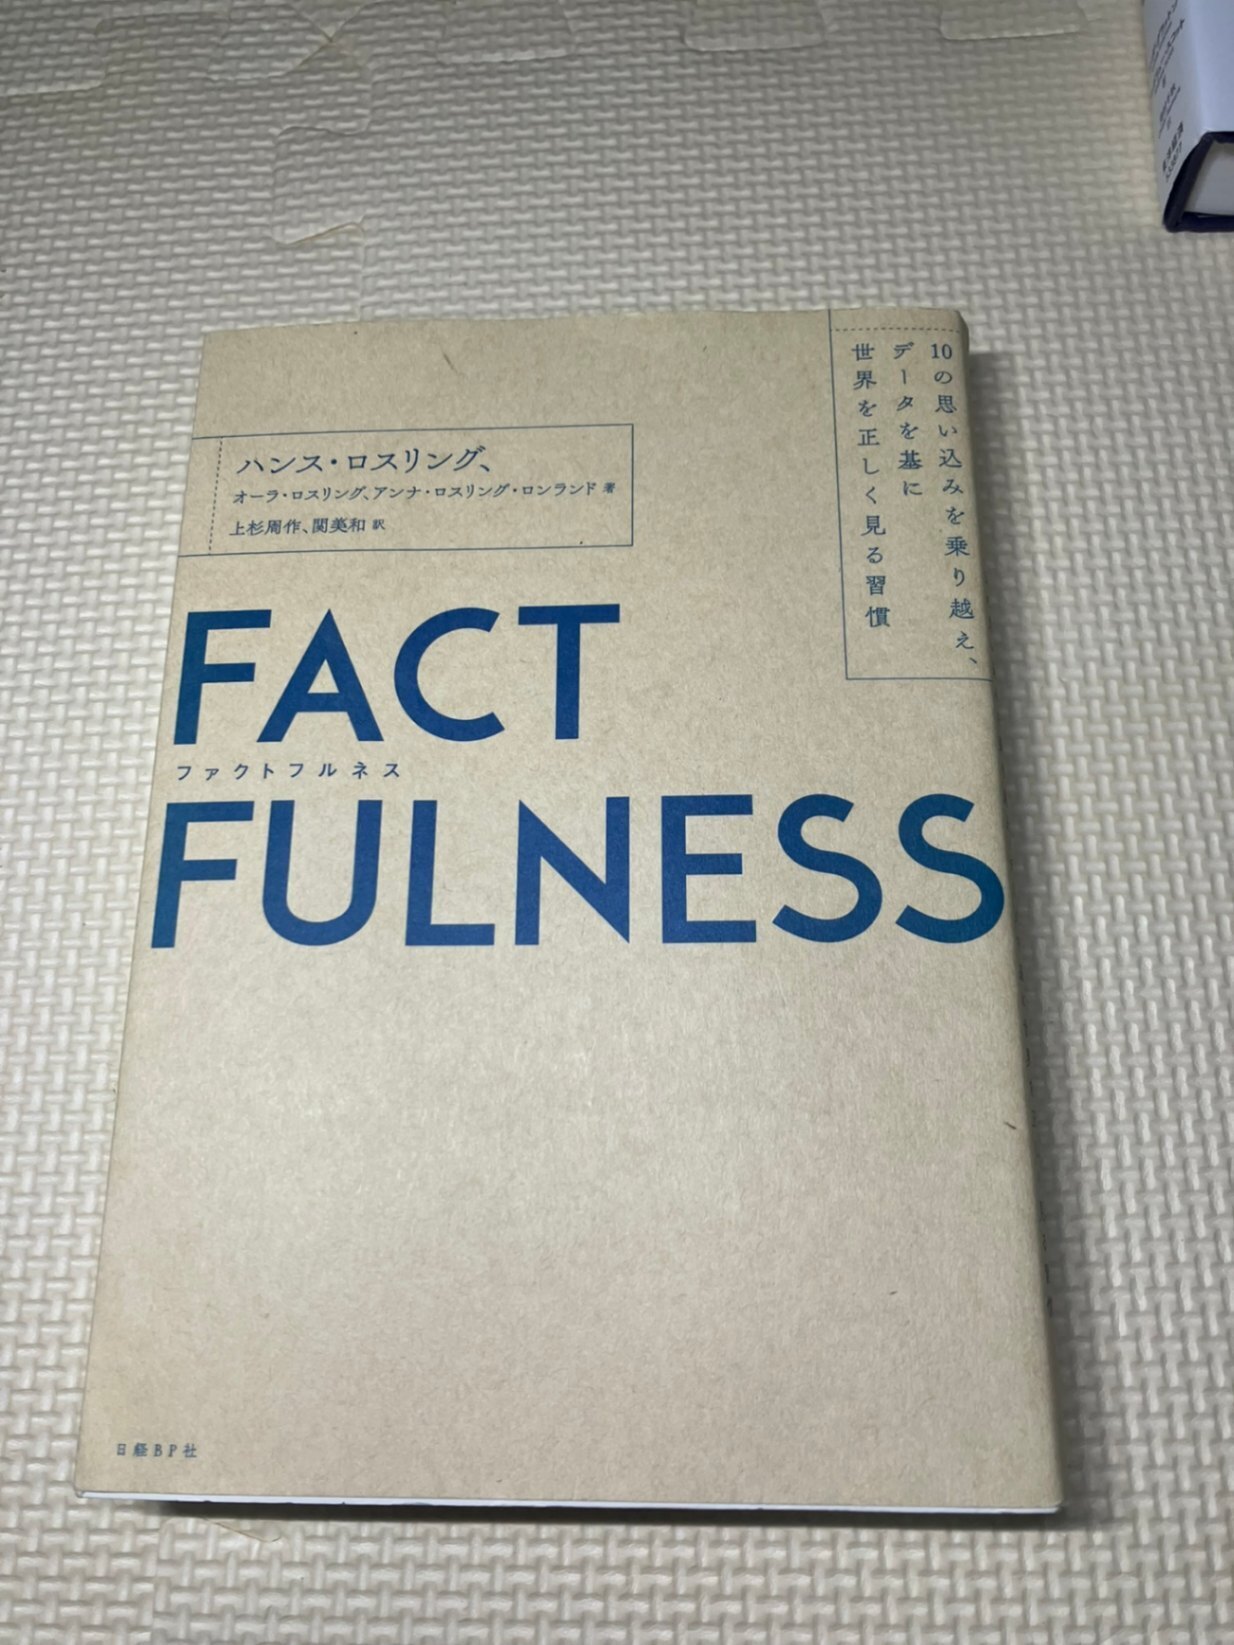 10の思い込みを乗り越え、
データを基に
世界を正しく見る習慣
ハンス・ロスリング、
オーラ・ロスリング、アンナ・ロスリング・ロンランド 著
上杉周作、関美和 訳
FACT
ファクトフルネス
FULNESS
日経BP社